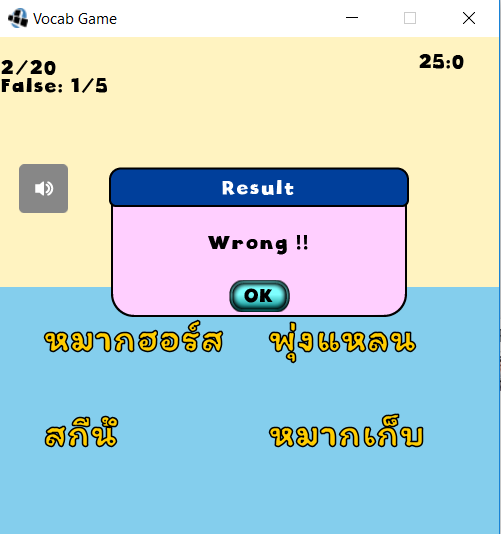 Vocab Game
2/20
25:0
False: 1/5
Result
Wrong !!
OK
หมากฮอร์ส พุ่งแหลน
สกีน้ำ หมากเก็บ